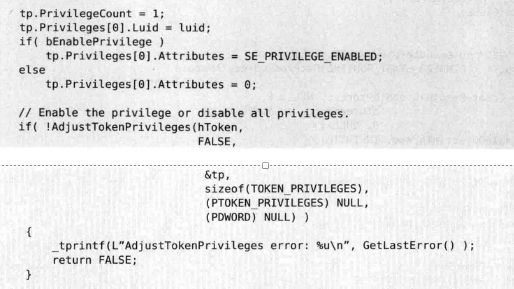 tp.PrivilegeCount = 1;
tp.Privileges[0].Luid = luid;
if( bEnablePrivilege )
    tp.Privileges[0].Attributes = SE_PRIVILEGE_ENABLED;
else
    tp.Privileges[0].Attributes = 0;

// Enable the privilege or disable all privileges.
if( !AdjustTokenPrivileges(hToken,
                           FALSE,
                           &tp,
                           sizeof(TOKEN_PRIVILEGES),
                           (PTOKEN_PRIVILEGES) NULL,
                           (PDWORD) NULL) )
{
    _tprintf(L"AdjustTokenPrivileges error: %u\n", GetLastError() );
    return FALSE;
}